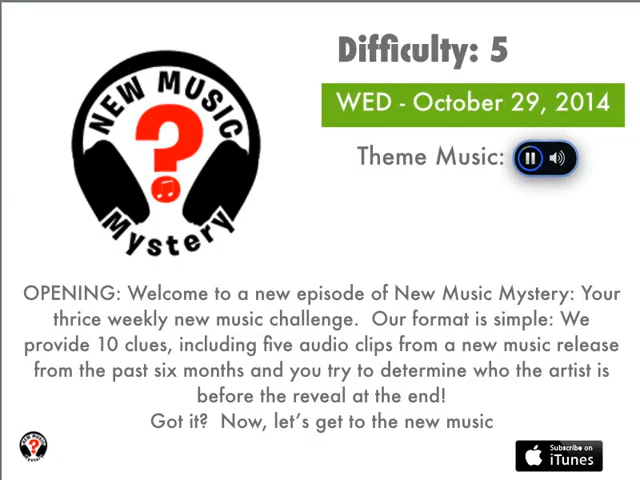 Difficulty: 5
WED - October 29, 2014
Theme Music:
NEW MUSIC
?
Mystery
OPENING: Welcome to a new episode of New Music Mystery: Your
thrice weekly new music challenge.  Our format is simple: We
provide 10 clues, including five audio clips from a new music release
from the past six months and you try to determine who the artist is
before the reveal at the end!
Got it?  Now, let's get to the new music
NEW MUSIC
?
Mystery
Subscribe on
iTunes